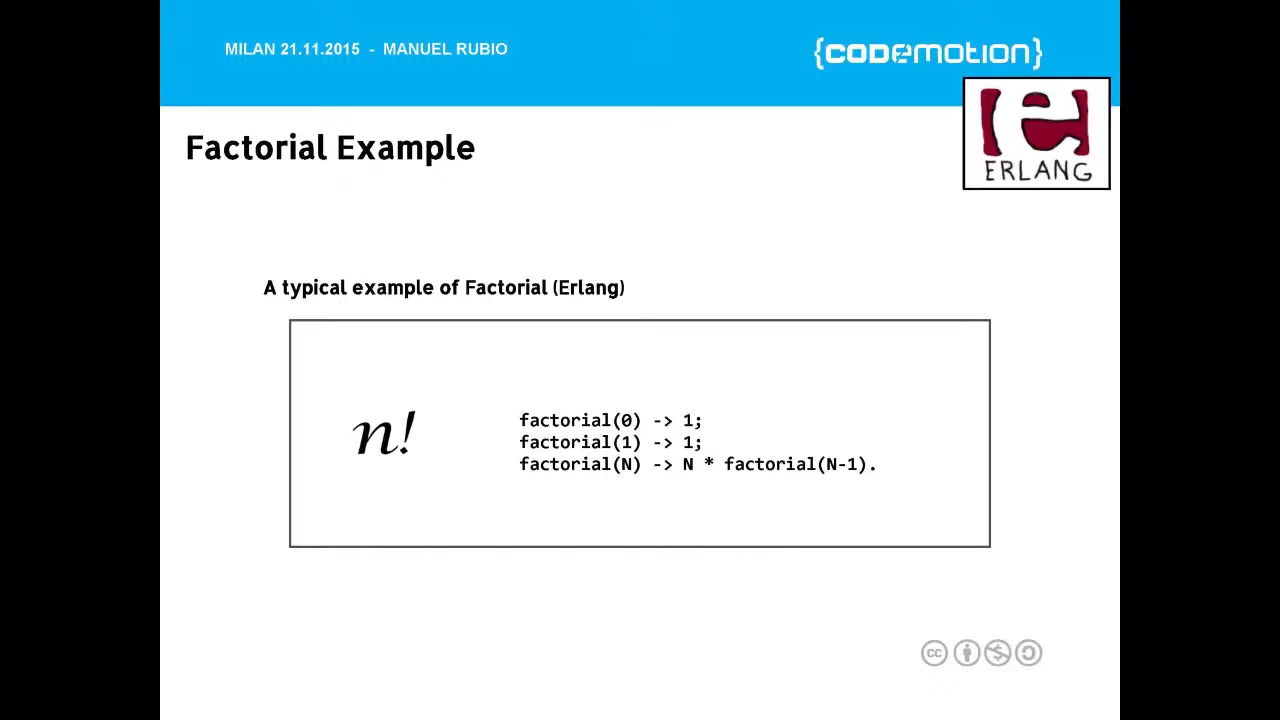 MILAN 21.11.2015 - MANUEL RUBIO
{CODEmotion}
ERLANG
Factorial Example
A typical example of Factorial (Erlang)
n!
factorial(0) -> 1;
factorial(1) -> 1;
factorial(N) -> N * factorial(N-1).
cc